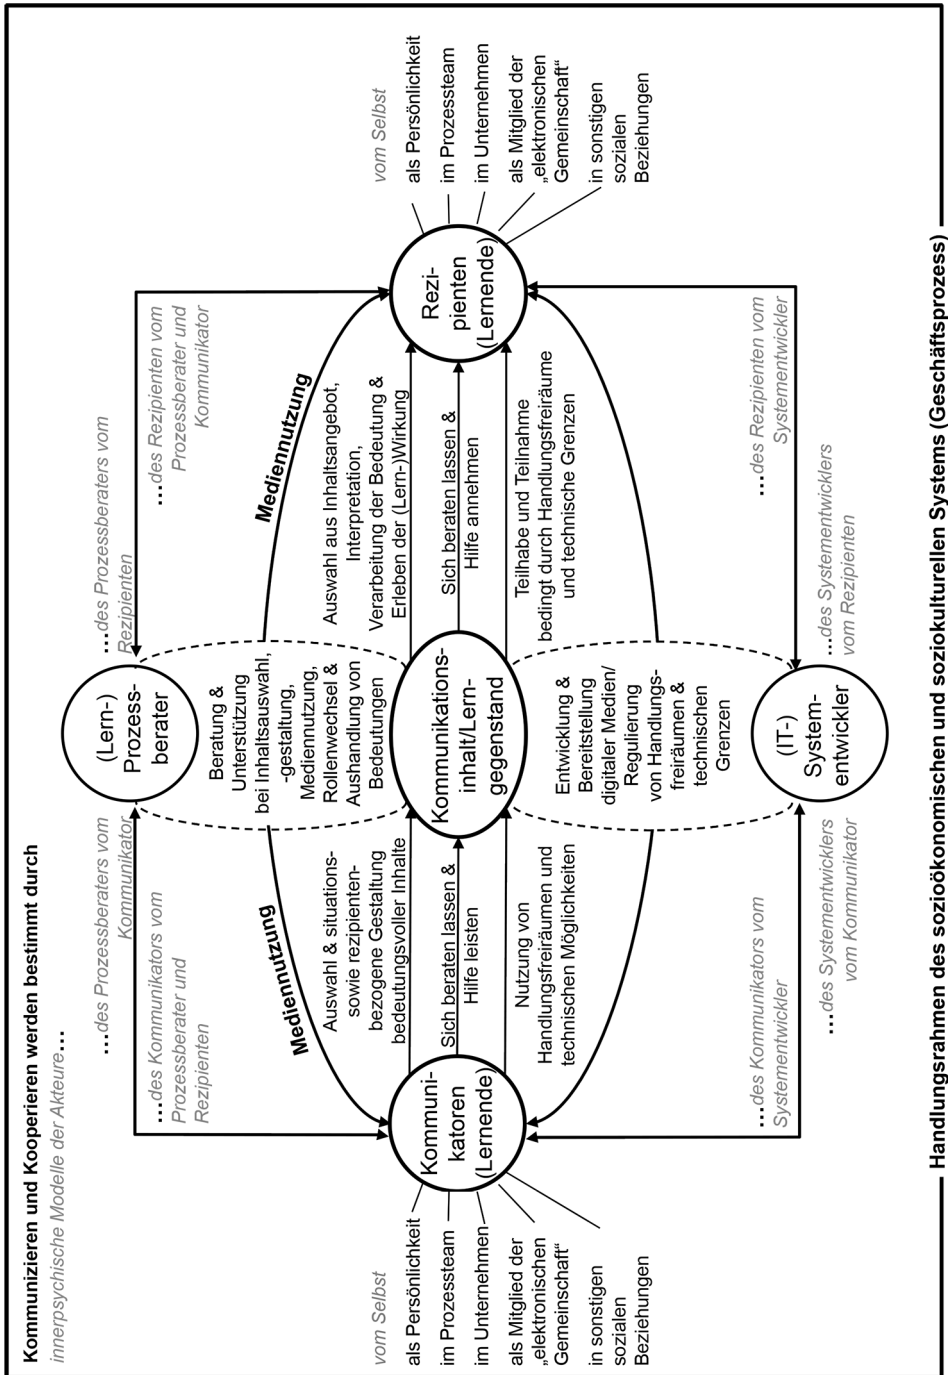 Kommunizieren und Kooperieren werden bestimmt durch
innerpsychische Modelle der Akteure...
...des Prozessberaters vom
Kommunikator
...des Kommunikators vom
Prozessberater und
Rezipienten
(Lern-)
Prozess-
berater
...des Prozessberaters vom
Rezipienten
...des Rezipienten vom
Prozessberater und
Kommunikator
Mediennutzung
Beratung &
Unterstützung
bei Inhaltsauswahl,
-gestaltung,
Mediennutzung,
Rollenwechsel &
Aushandlung von
Bedeutungen
Mediennutzung
vom Selbst
als Persönlichkeit
im Prozessteam
im Unternehmen
als Mitglied der
„elektronischen
Gemeinschaft“
in sonstigen
sozialen
Beziehungen
Kommuni-
katoren
(Lernende)
Auswahl & situations-
sowie rezipienten-
bezogene Gestaltung
bedeutungsvoller Inhalte
Sich beraten lassen &
Hilfe leisten
Nutzung von
Handlungsfreiräumen und
technischen Möglichkeiten
Kommunikations-
inhalt/Lern-
gegenstand
Auswahl aus Inhaltsangebot,
Interpretation,
Verarbeitung der Bedeutung &
Erleben der (Lern-)Wirkung
Sich beraten lassen &
Hilfe annehmen
Teilhabe und Teilnahme
bedingt durch Handlungsfreiräume
und technische Grenzen
Rezi-
pienten
(Lernende)
vom Selbst
als Persönlichkeit
im Prozessteam
im Unternehmen
als Mitglied der
„elektronischen
Gemeinschaft“
in sonstigen
sozialen
Beziehungen
Entwicklung &
Bereitstellung
digitaler Medien/
Regulierung
von Handlungs-
freiräumen &
technischen
Grenzen
...des Kommunikators vom
Systementwickler
...des Systementwicklers
vom Kommunikator
(IT-)
System-
entwickler
...des Rezipienten vom
Systementwickler
...des Systementwicklers
vom Rezipienten
Handlungsrahmen des sozioökonomischen und soziokulturellen Systems (Geschäftsprozess)